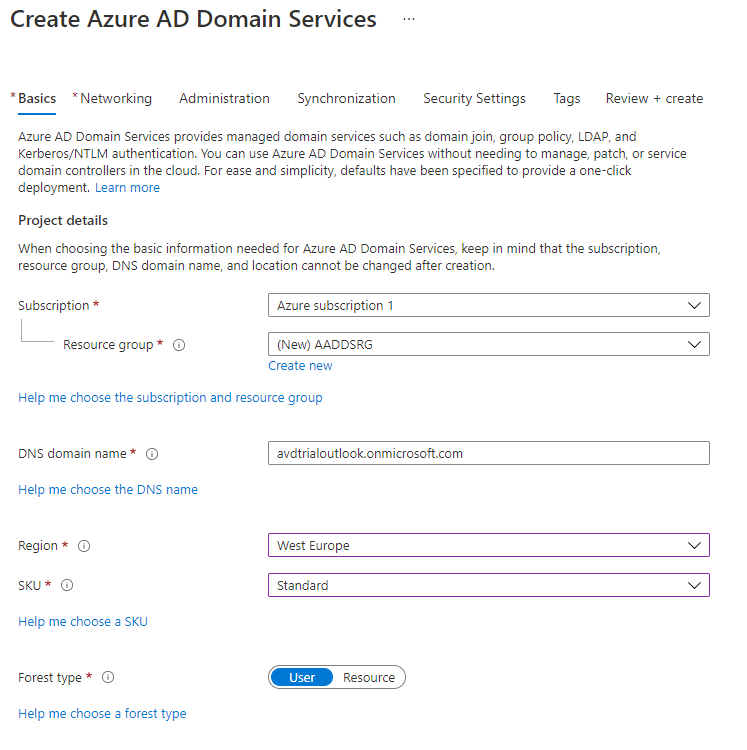 Create Azure AD Domain Services ...
*Basics *Networking Administration Synchronization Security Settings Tags Review + create
Azure AD Domain Services provides managed domain services such as domain join, group policy, LDAP, and
Kerberos/NTLM authentication. You can use Azure AD Domain Services without needing to manage, patch, or service
domain controllers in the cloud. For ease and simplicity, defaults have been specified to provide a one-click
deployment. Learn more
Project details
When choosing the basic information needed for Azure AD Domain Services, keep in mind that the subscription,
resource group, DNS domain name, and location cannot be changed after creation.
Subscription * Azure subscription 1
Resource group * (New) AADDSRG
Create new
Help me choose the subscription and resource group
DNS domain name * avdtrialoutlook.onmicrosoft.com
Help me choose the DNS name
Region * West Europe
SKU * Standard
Help me choose a SKU
Forest type * User Resource
Help me choose a forest type